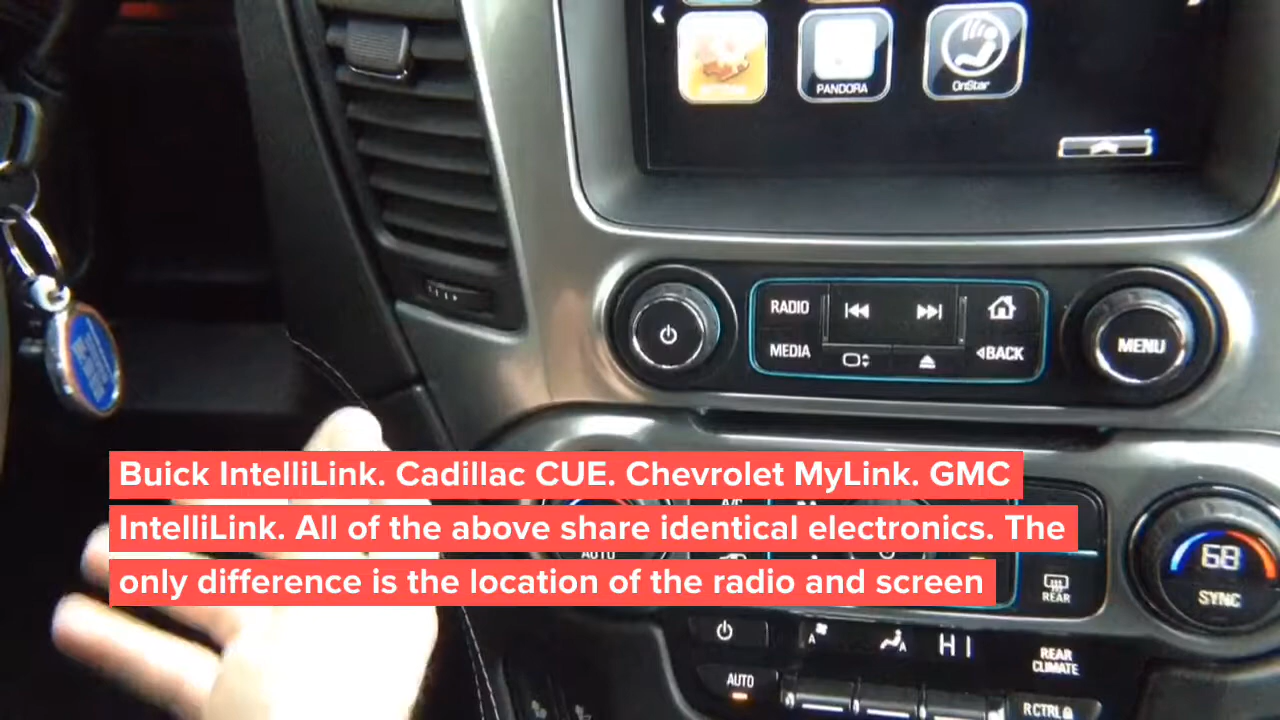 PANDORA
OnStar
RADIO
MEDIA
BACK
MENU
Buick IntelliLink. Cadillac CUE. Chevrolet MyLink. GMC
IntelliLink. All of the above share identical electronics. The
only difference is the location of the radio and screen
AUTO
68
SYNC
REAR
HI
REAR
CLIMATE
AUTO
R CTRL